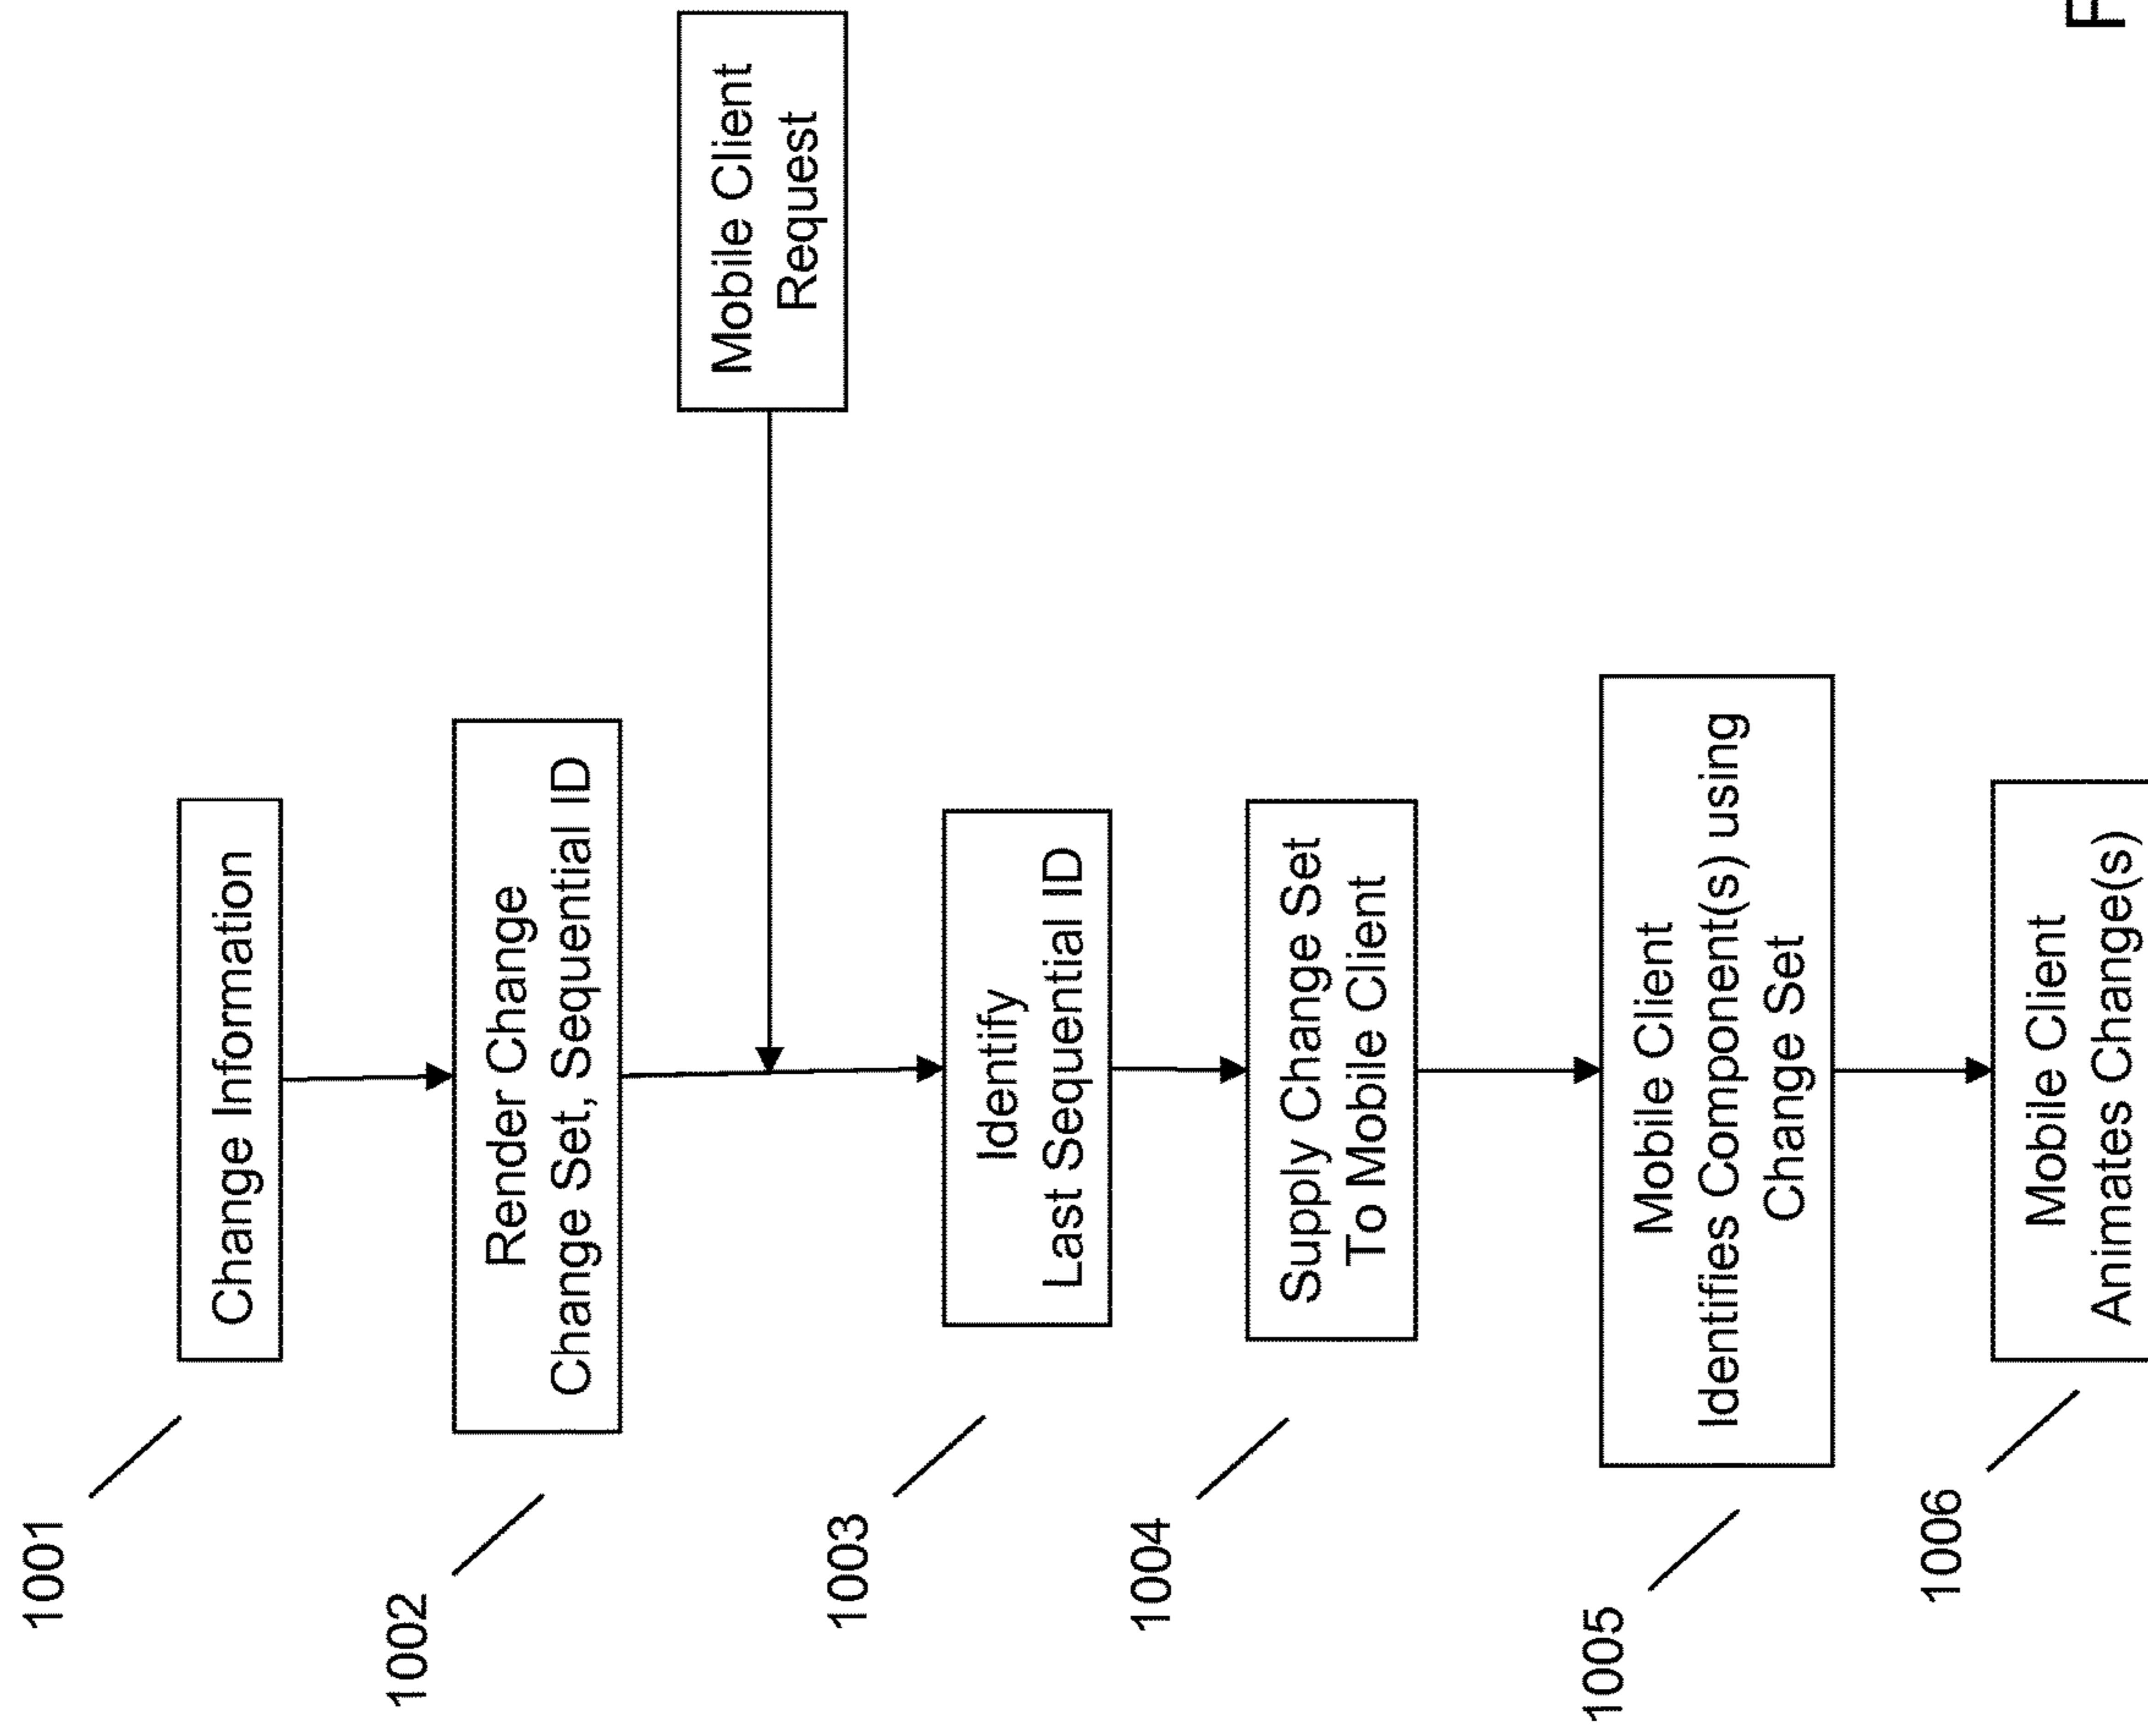 1001
Change Information
1002
Render Change
Change Set, Sequential ID
Mobile Client
Request
1003
Identify
Last Sequential ID
1004
Supply Change Set
To Mobile Client
1005
Mobile Client
Identifies Component(s) using
Change Set
1006
Mobile Client
Animates Change(s)
F